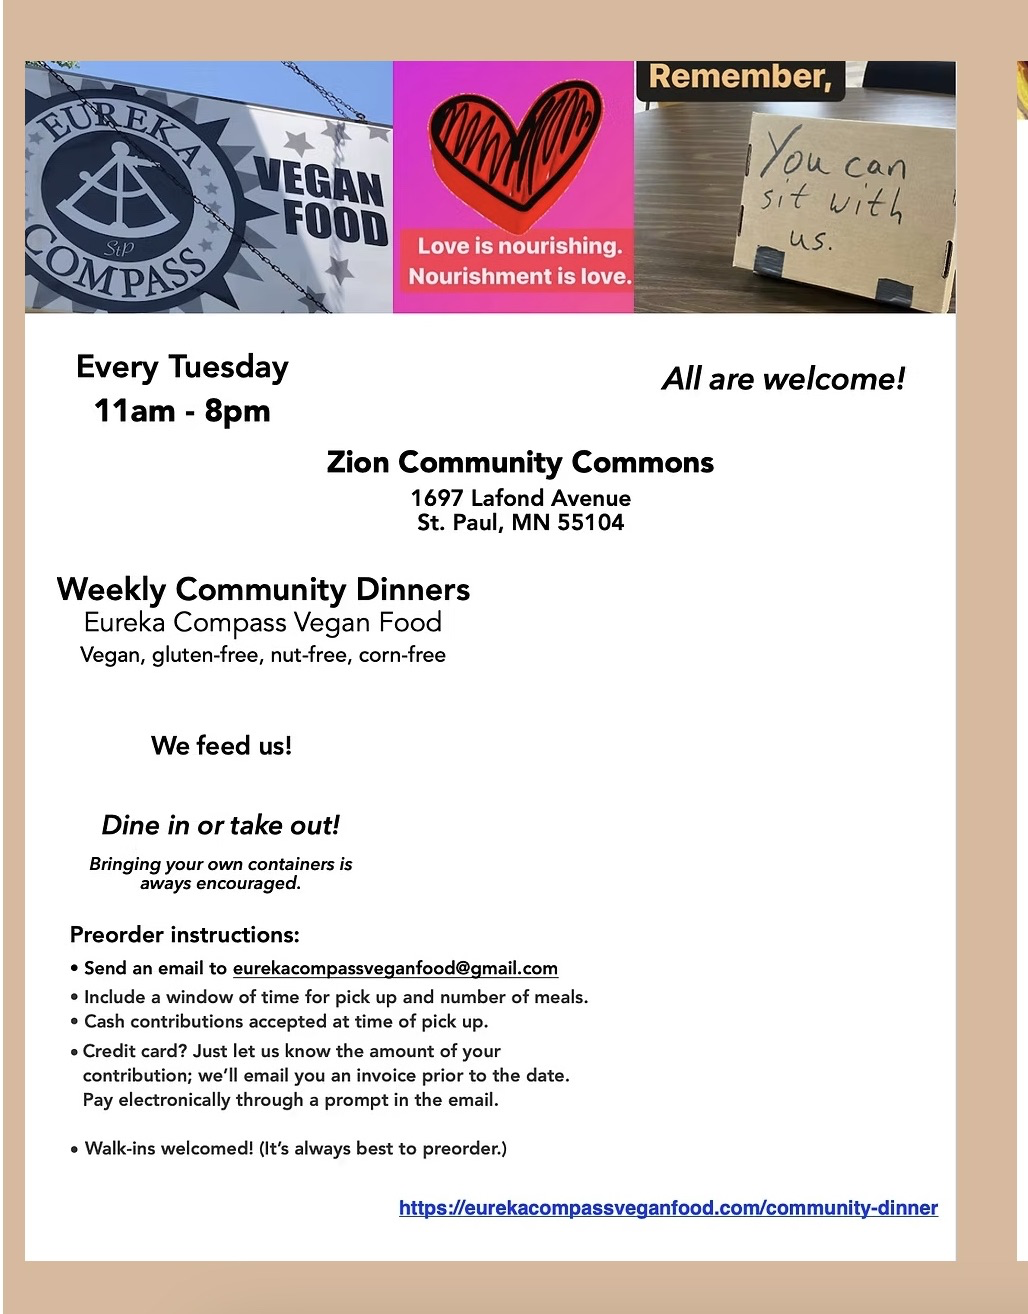 EUREKA
COMPASS
StP
VEGAN
FOOD
Love is nourishing.
Nourishment is love.
Remember,
You can
sit with
us.
Every Tuesday
11am - 8pm
All are welcome!
Zion Community Commons
1697 Lafond Avenue
St. Paul, MN 55104
Weekly Community Dinners
Eureka Compass Vegan Food
Vegan, gluten-free, nut-free, corn-free
We feed us!
Dine in or take out!
Bringing your own containers is
aways encouraged.
Preorder instructions:
• Send an email to eurekacompassveganfood@gmail.com
• Include a window of time for pick up and number of meals.
• Cash contributions accepted at time of pick up.
• Credit card? Just let us know the amount of your
contribution; we’ll email you an invoice prior to the date.
Pay electronically through a prompt in the email.
• Walk-ins welcomed! (It’s always best to preorder.)
https://eurekacompassveganfood.com/community-dinner